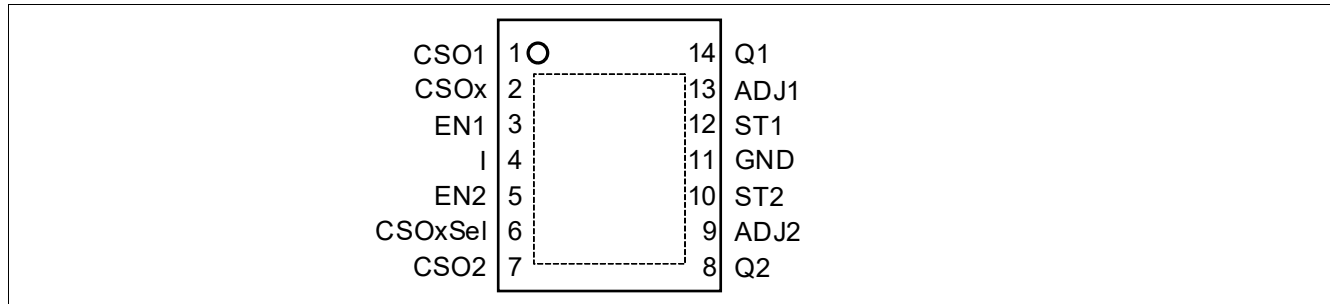 CSO1 1 14 Q1
CSOx 2 13 ADJ1
EN1 3 12 ST1
I 4 11 GND
EN2 5 10 ST2
CSOxSel 6 9 ADJ2
CSO2 7 8 Q2